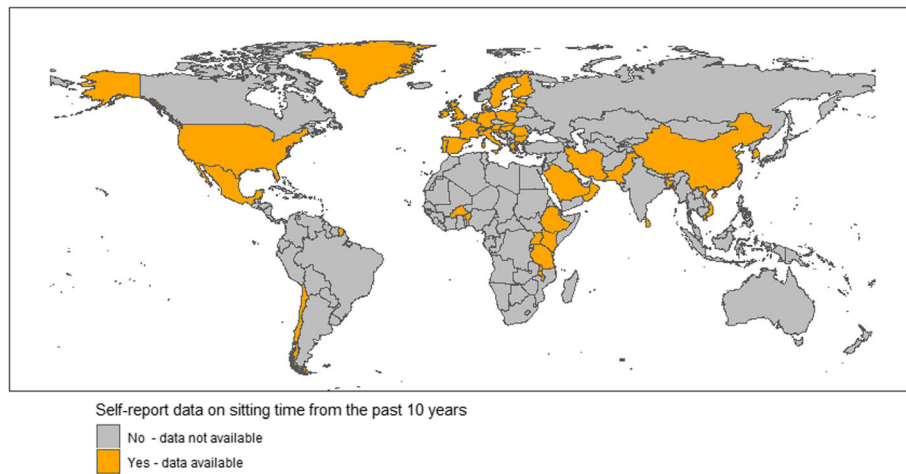 Self-report data on sitting time from the past 10 years
No - data not available
Yes - data available